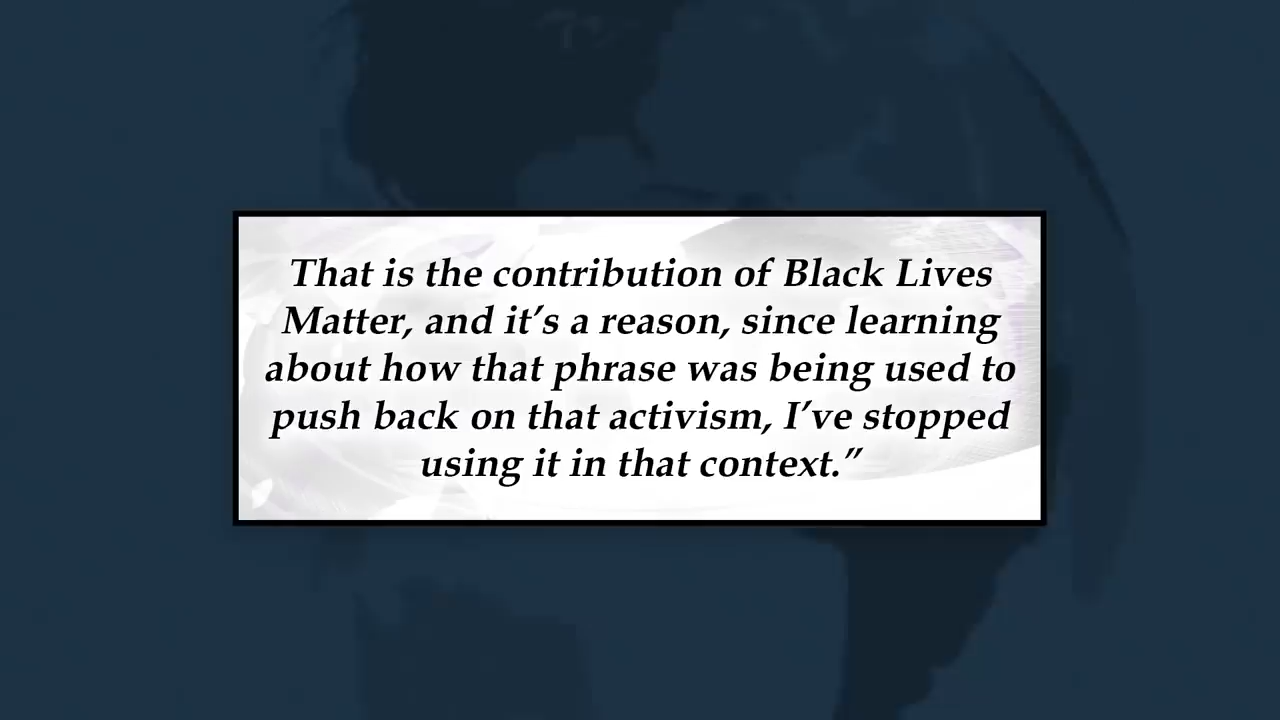 That is the contribution of Black Lives
Matter, and it’s a reason, since learning
about how that phrase was being used to
push back on that activism, I’ve stopped
using it in that context.”